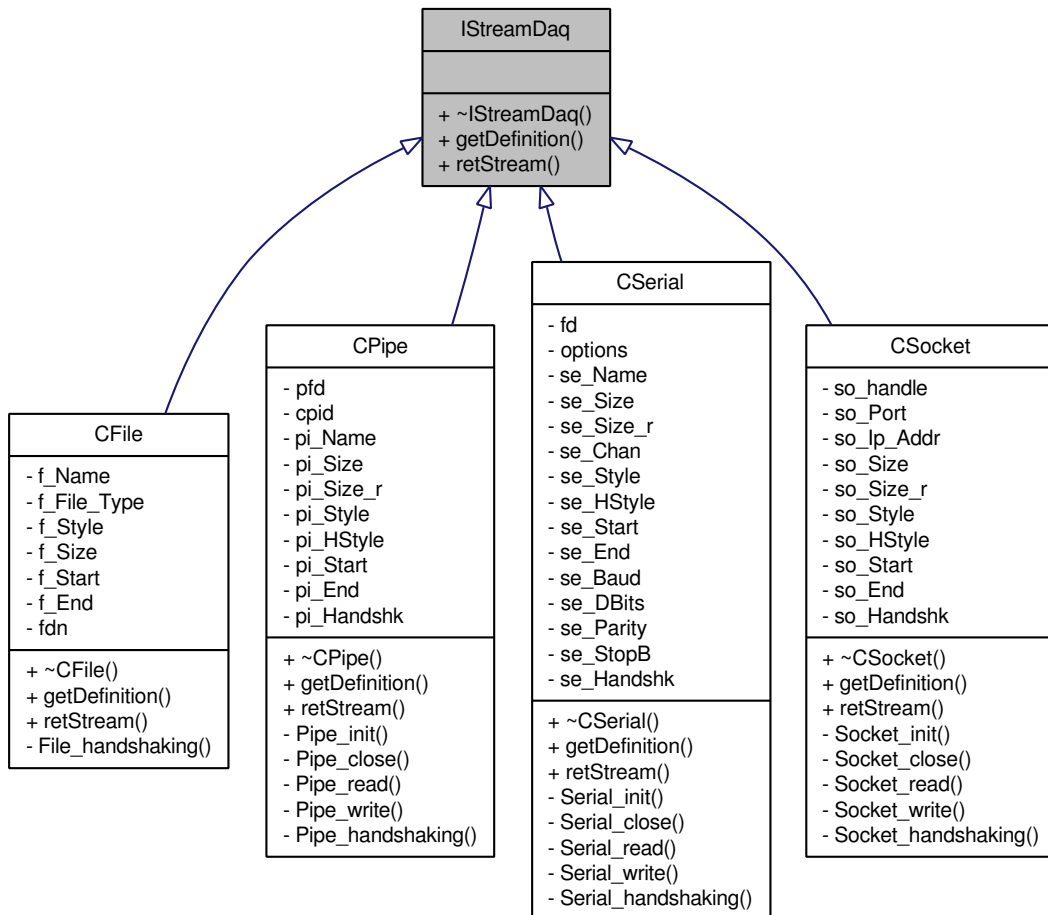 IStreamDaq
+ ~IStreamDaq()
+ getDefinition()
+ retStream()
CFile
- f_Name
- f_File_Type
- f_Style
- f_Size
- f_Start
- f_End
- fdn
+ ~CFile()
+ getDefinition()
+ retStream()
- File_handshaking()
CPipe
- pfd
- cpid
- pi_Name
- pi_Size
- pi_Size_r
- pi_Style
- pi_HStyle
- pi_Start
- pi_End
- pi_Handshk
+ ~CPipe()
+ getDefinition()
+ retStream()
- Pipe_init()
- Pipe_close()
- Pipe_read()
- Pipe_write()
- Pipe_handshaking()
CSerial
- fd
- options
- se_Name
- se_Size
- se_Size_r
- se_Chan
- se_Style
- se_HStyle
- se_Start
- se_End
- se_Baud
- se_DBits
- se_Parity
- se_StopB
- se_Handshk
+ ~CSerial()
+ getDefinition()
+ retStream()
- Serial_init()
- Serial_close()
- Serial_read()
- Serial_write()
- Serial_handshaking()
CSocket
- so_handle
- so_Port
- so_Ip_Addr
- so_Size
- so_Size_r
- so_Style
- so_HStyle
- so_Start
- so_End
- so_Handshk
+ ~CSocket()
+ getDefinition()
+ retStream()
- Socket_init()
- Socket_close()
- Socket_read()
- Socket_write()
- Socket_handshaking()